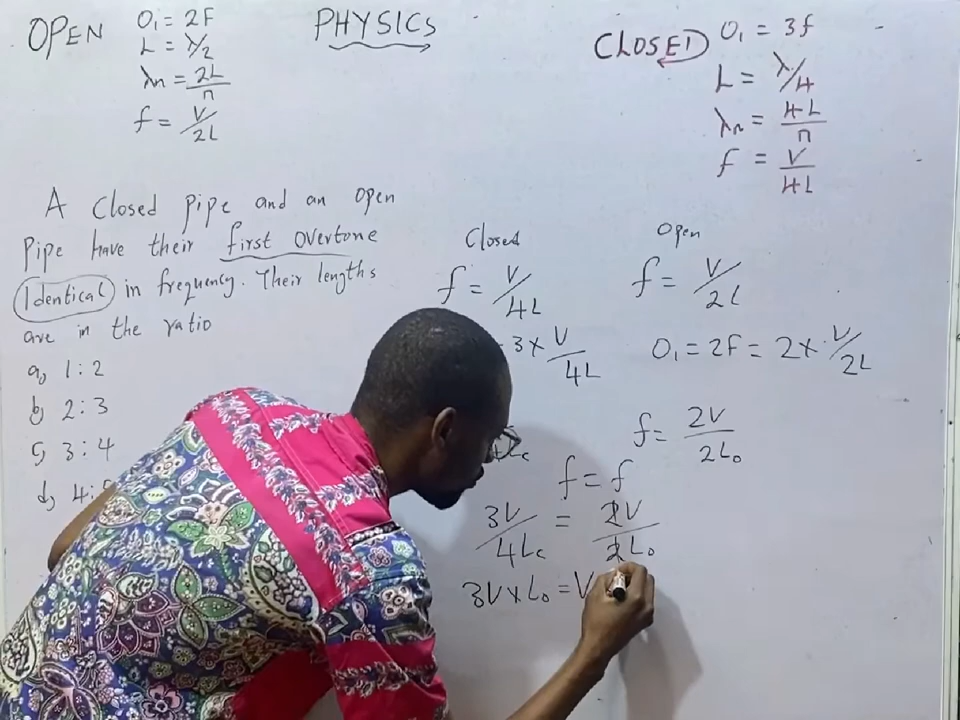 PHYSICS
OPEN O₁ = 2F
L = λ/2
λn = 2L/n
f = V/2L
CLOSED O₁ = 3f
L = λ/4
λn = 4L/n
f = V/4L
A closed pipe and an open
Pipe have their first overtone
Identical in frequency. Their lengths
are in the ratio
a, 1:2
b, 2:3
c, 3:4
d, 4:
Closed
f = V/4L
3 × V/4L
Open
f = V/2L
O₁ = 2F = 2 × V/2L
f = 2V/2L₀
f = f
3V/4Lc = 2V/2L₀
3V × L₀ = V